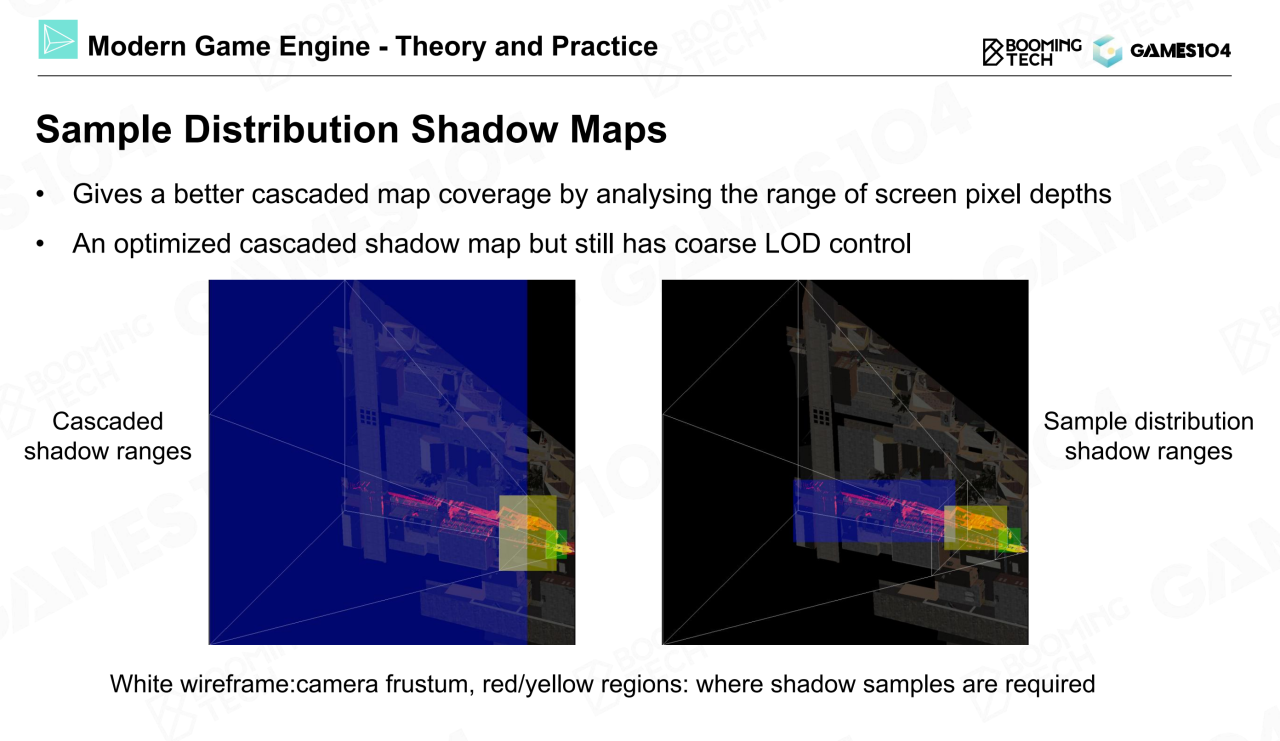 Modern Game Engine - Theory and Practice
BOOMING
TECH
GAMES104
Sample Distribution Shadow Maps
• Gives a better cascaded map coverage by analysing the range of screen pixel depths
• An optimized cascaded shadow map but still has coarse LOD control
Cascaded
shadow ranges
Sample distribution
shadow ranges
White wireframe:camera frustum, red/yellow regions: where shadow samples are required